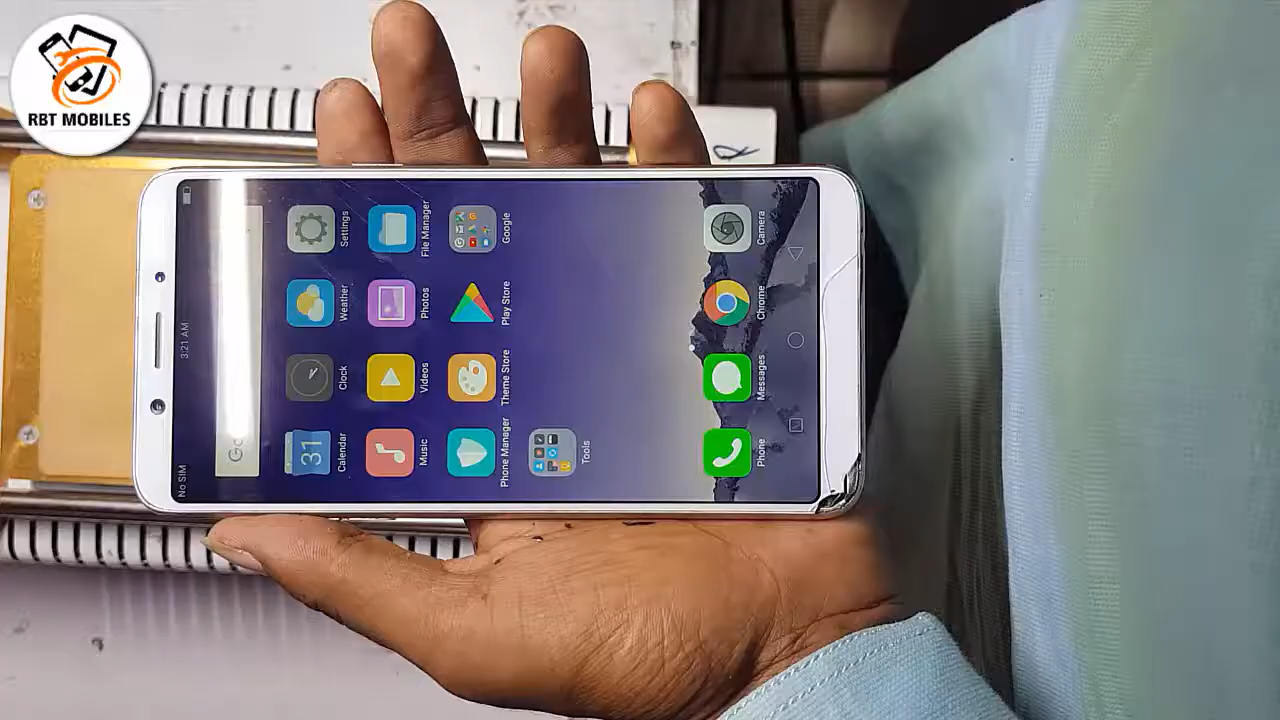 RBT MOBILES
No SIM
3:21 AM
Calendar
Clock
Weather
Settings
Music
Videos
Photos
File Manager
Phone Manager
Theme Store
Play Store
Google
Tools
Phone
Messages
Chrome
Camera
31